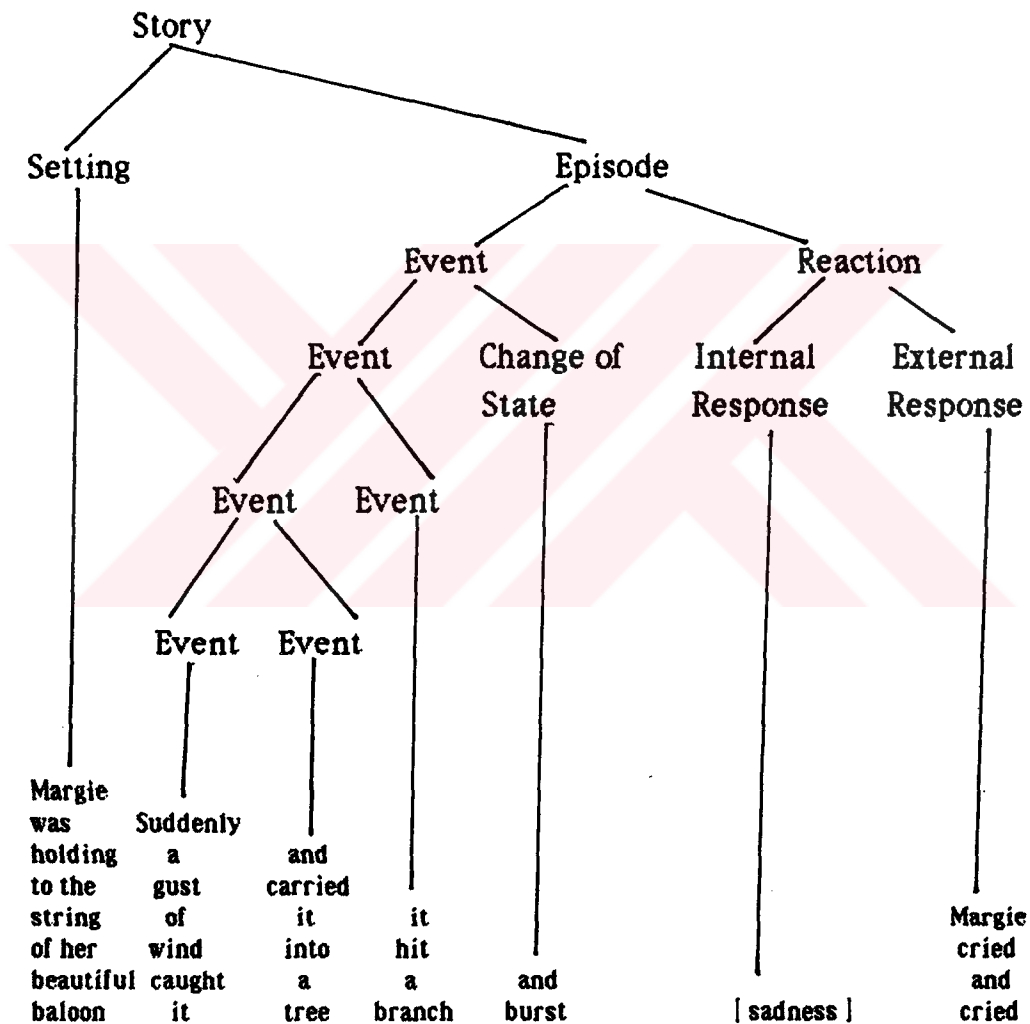 Story
Setting Episode
Event Reaction
Event Change of Internal External
State Response Response
Event Event
Event Event
Margie
was Suddenly
holding a and
to the gust carried
string of it it Margie
of her wind into hit cried
beautiful caught a a and and
baloon it tree branch burst [ sadness ] cried